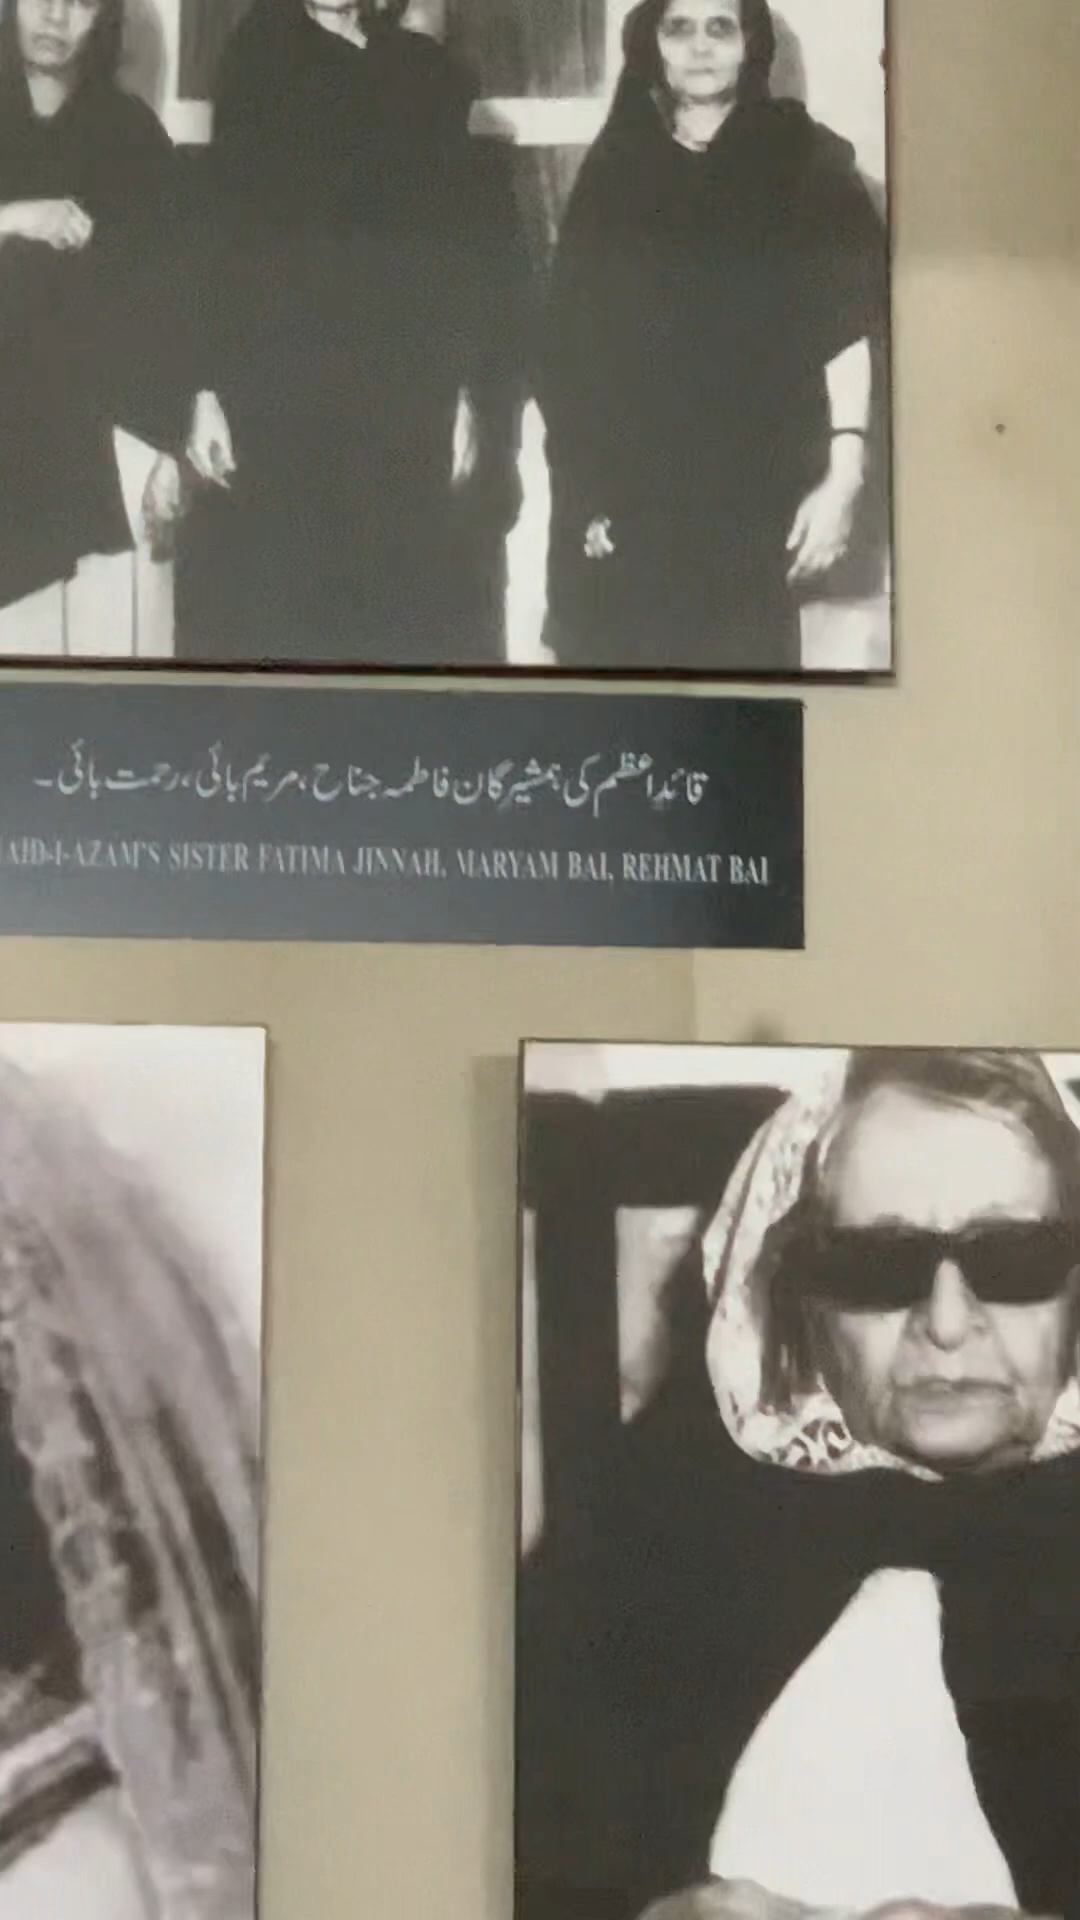 قائداعظم کی ہمشیرگان فاطمہ جناح، مریم بائی، رحمت بائی۔
AID-I-AZAM'S SISTER FATIMA JINNAH, MARYAM BAI, REHMAT BAI